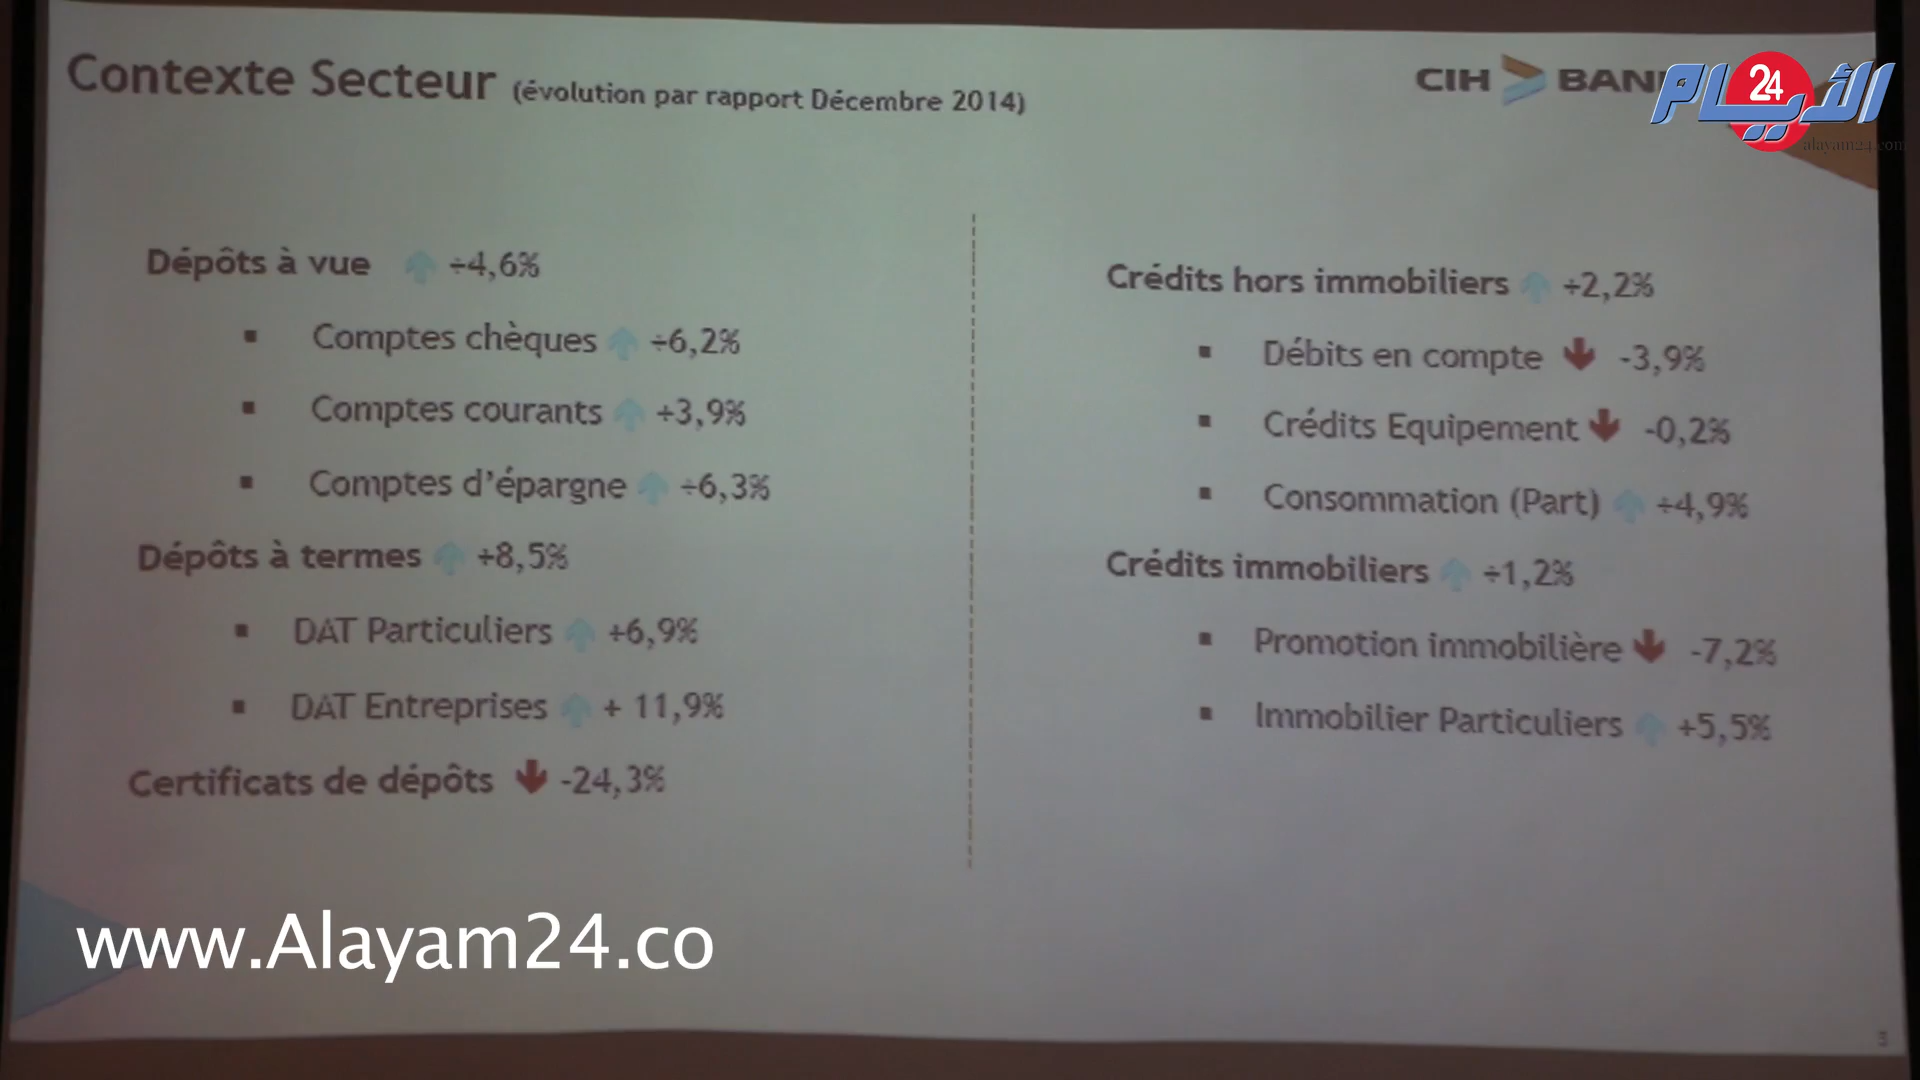 Contexte Secteur (évolution par rapport Décembre 2014)
CIH BAN
الأيام 24
alayam24.com
Dépôts à vue +4,6%
▪ Comptes chèques +6,2%
▪ Comptes courants +3,9%
▪ Comptes d’épargne +6,3%
Dépôts à termes +8,5%
▪ DAT Particuliers +6,9%
▪ DAT Entreprises + 11,9%
Certificats de dépôts -24,3%
Crédits hors immobiliers +2,2%
▪ Débits en compte -3,9%
▪ Crédits Equipement -0,2%
▪ Consommation (Part) +4,9%
Crédits immobiliers +1,2%
▪ Promotion immobilière -7,2%
▪ Immobilier Particuliers +5,5%
www.Alayam24.co
3